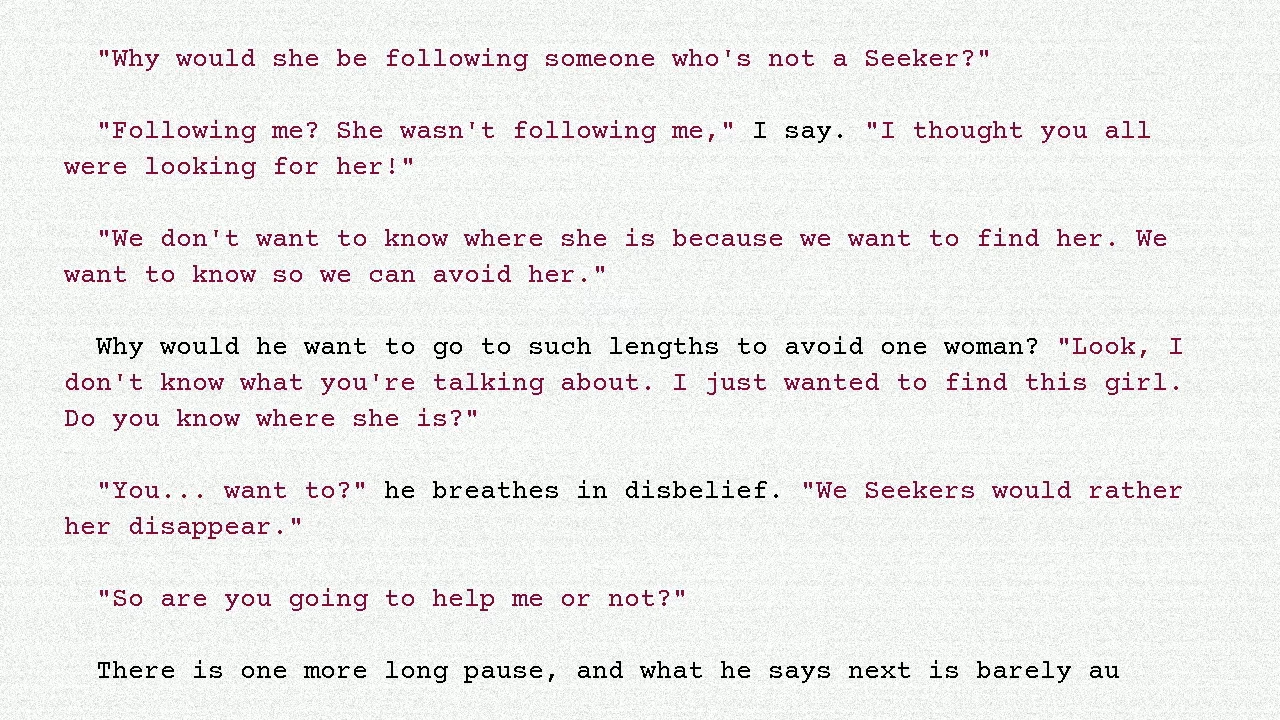 "Why would she be following someone who's not a Seeker?"
"Following me? She wasn't following me," I say. "I thought you all
were looking for her!"
"We don't want to know where she is because we want to find her. We
want to know so we can avoid her."
Why would he want to go to such lengths to avoid one woman? "Look, I
don't know what you're talking about. I just wanted to find this girl.
Do you know where she is?"
"You... want to?" he breathes in disbelief. "We Seekers would rather
her disappear."
"So are you going to help me or not?"
There is one more long pause, and what he says next is barely au